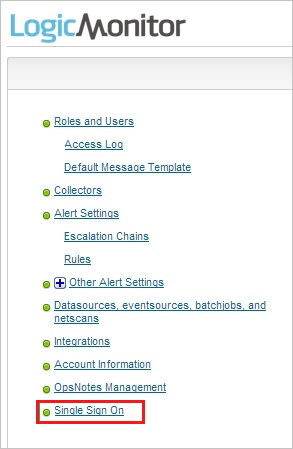 LogicMonitor
Roles and Users
Access Log
Default Message Template
Collectors
Alert Settings
Escalation Chains
Rules
Other Alert Settings
Datasources, eventsources, batchjobs, and
netscans
Integrations
Account Information
OpsNotes Management
Single Sign On